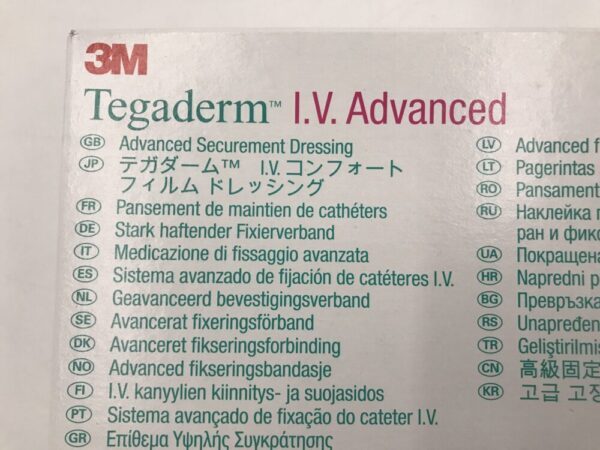 3M
Tegaderm™ I.V. Advanced
GB Advanced Securement Dressing
JP テガダーム™ I.V. コンフォート
フィルム ドレッシング
FR Pansement de maintien de cathéters
DE Stark haftender Fixierverband
IT Medicazione di fissaggio avanzata
ES Sistema avanzado de fijación de catéteres I.V.
NL Geavanceerd bevestigingsverband
SE Avancerat fixeringsförband
DK Avanceret fikseringsforbinding
NO Advanced fikseringsbandasje
FI I.V. kanyylien kiinnitys- ja suojasidos
PT Sistema avançado de fixação do cateter I.V.
GR Επίθεμα Υψηλής Συγκράτησης
LV Advanced f
LT Pagerintas
RO Pansament
RU Наклейка
ран и фикс
UA Покращена
HR Napredni p
BG Превръзка
RS Unapređen
TR Geliştirilmiş
CN 高級固定
KR 고급 고정